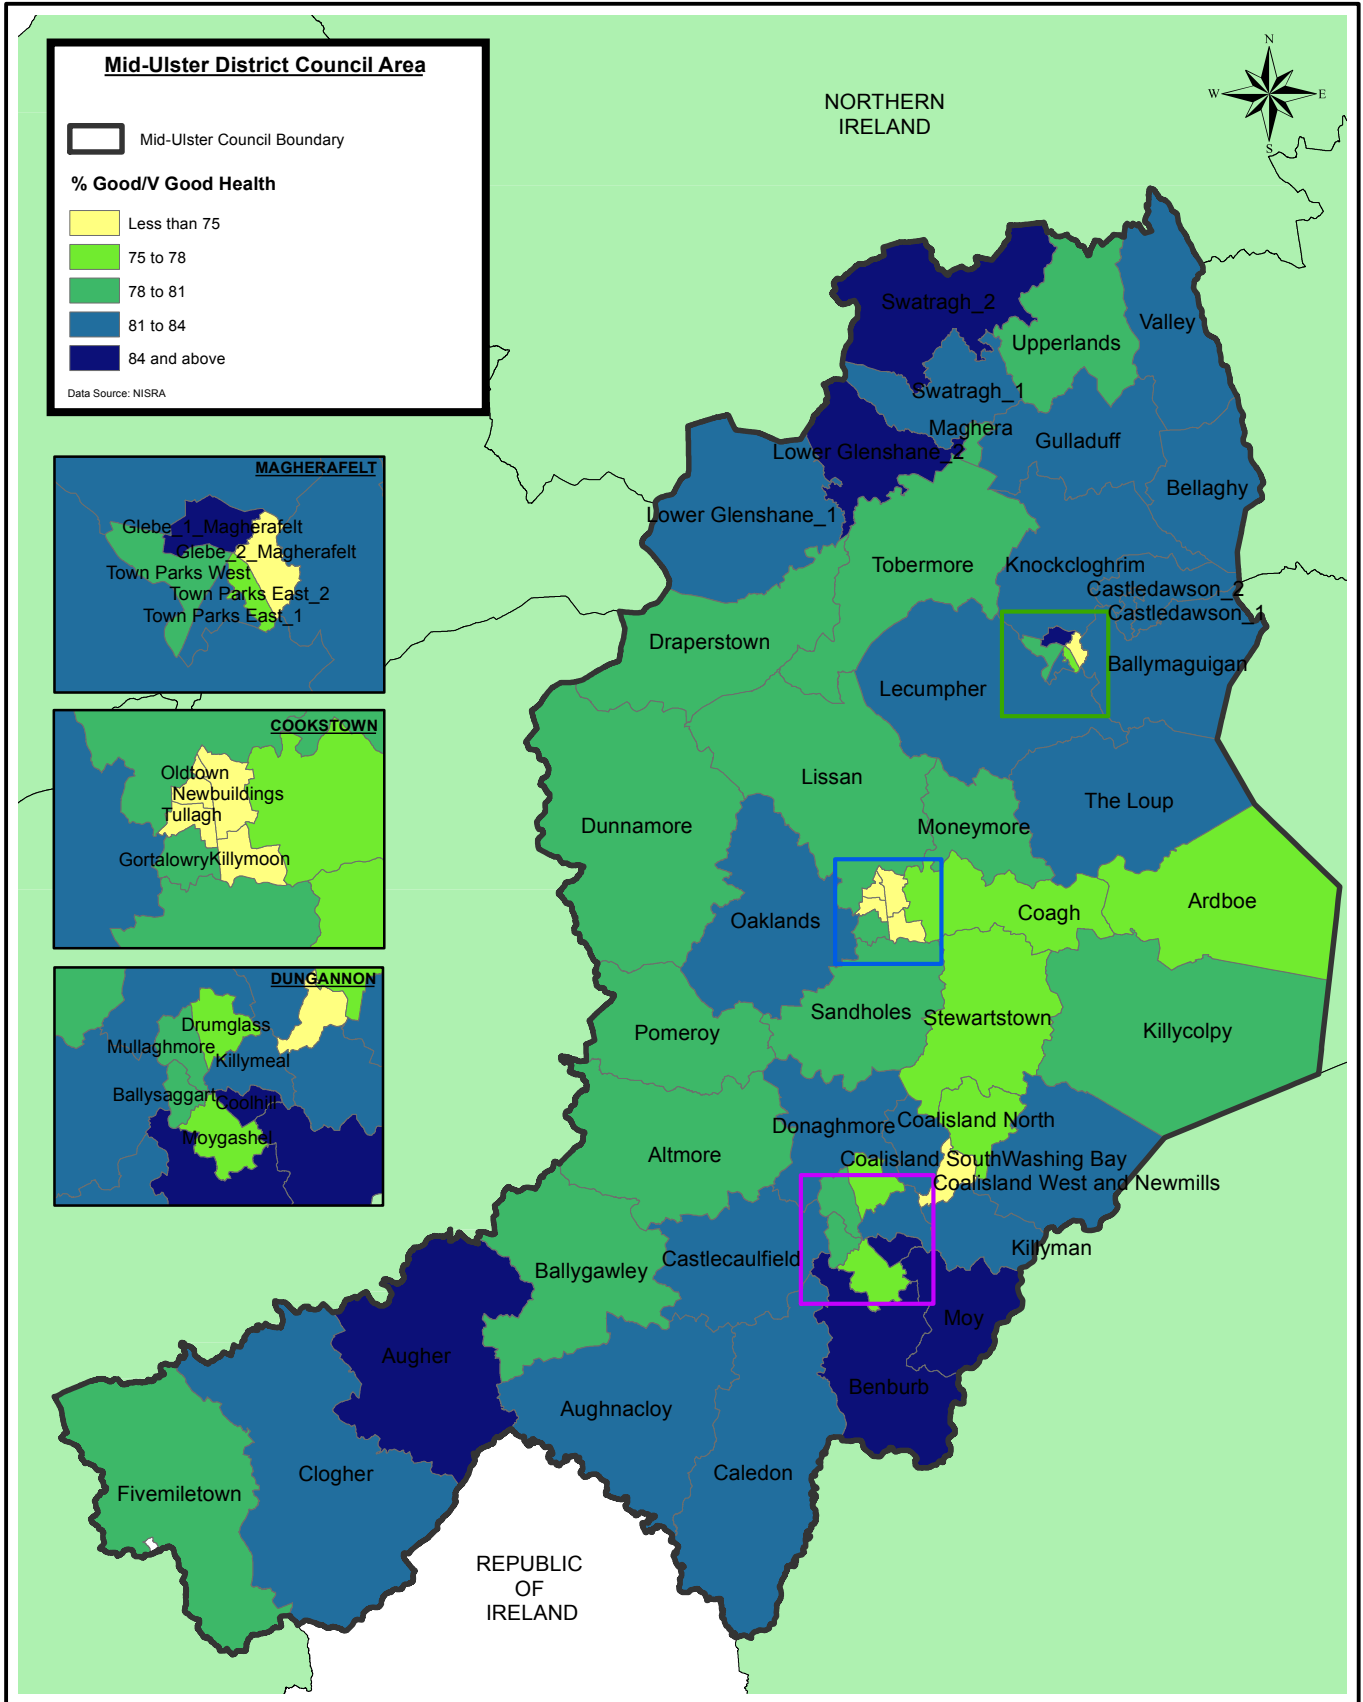 Mid-Ulster District Council Area
Mid-Ulster Council Boundary
% Good/V Good Health
Less than 75
75 to 78
78 to 81
81 to 84
84 and above
Data Source: NISRA
NORTHERN
IRELAND
N
W
E
S
MAGHERAFELT
Glebe_1_Magherafelt
Glebe_2_Magherafelt
Town Parks West
Town Parks East_2
Town Parks East_1
COOKSTOWN
Oldtown
Newbuildings
Tullagh
Gortalowry
Killymoon
DUNGANNON
Drumglass
Mullaghmore
Killymeal
Ballysaggart
Coolhill
Moygashel
Swatragh_2
Valley
Upperlands
Swatragh_1
Maghera
Gulladuff
Lower Glenshane_2
Bellaghy
Lower Glenshane_1
Tobermore
Knockcloghrim
Castledawson_2
Castledawson_1
Draperstown
Ballymaguigan
Lecumpher
Lissan
The Loup
Dunnamore
Moneymore
Ardboe
Coagh
Oaklands
Sandholes
Stewartstown
Killycolpy
Pomeroy
Donaghmore
Coalisland North
Altmore
Coalisland South
Washing Bay
Coalisland West and Newmills
Killyman
Castlecaulfield
Ballygawley
Moy
Augher
Benburb
Aughnacloy
Clogher
Caledon
Fivemiletown
REPUBLIC
OF
IRELAND